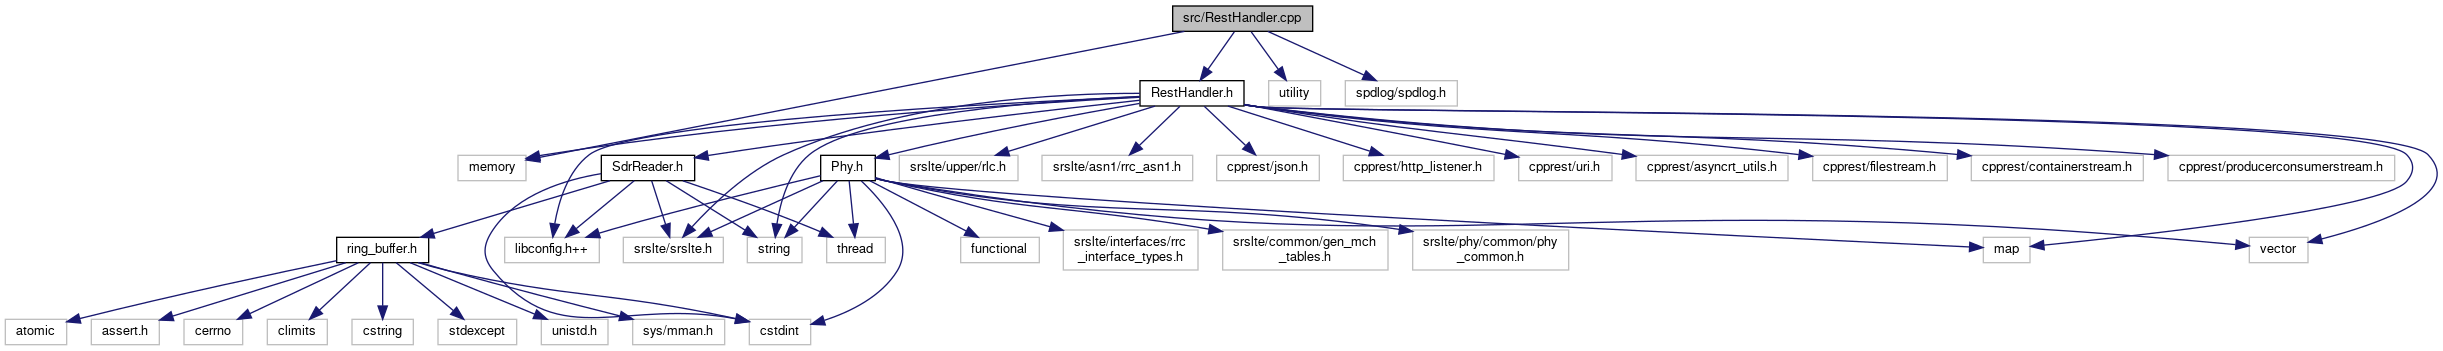 src/RestHandler.cpp
RestHandler.h
utility
spdlog/spdlog.h
memory
SdrReader.h
Phy.h
srslte/upper/rlc.h
srslte/asn1/rrc_asn1.h
cpprest/json.h
cpprest/http_listener.h
cpprest/uri.h
cpprest/asyncrt_utils.h
cpprest/filestream.h
cpprest/containerstream.h
cpprest/producerconsumerstream.h
ring_buffer.h
libconfig.h++
srslte/srslte.h
string
thread
functional
srslte/interfaces/rrc
_interface_types.h
srslte/common/gen_mch
_tables.h
srslte/phy/common/phy
_common.h
map
vector
atomic
assert.h
cerrno
climits
cstring
stdexcept
unistd.h
sys/mman.h
cstdint